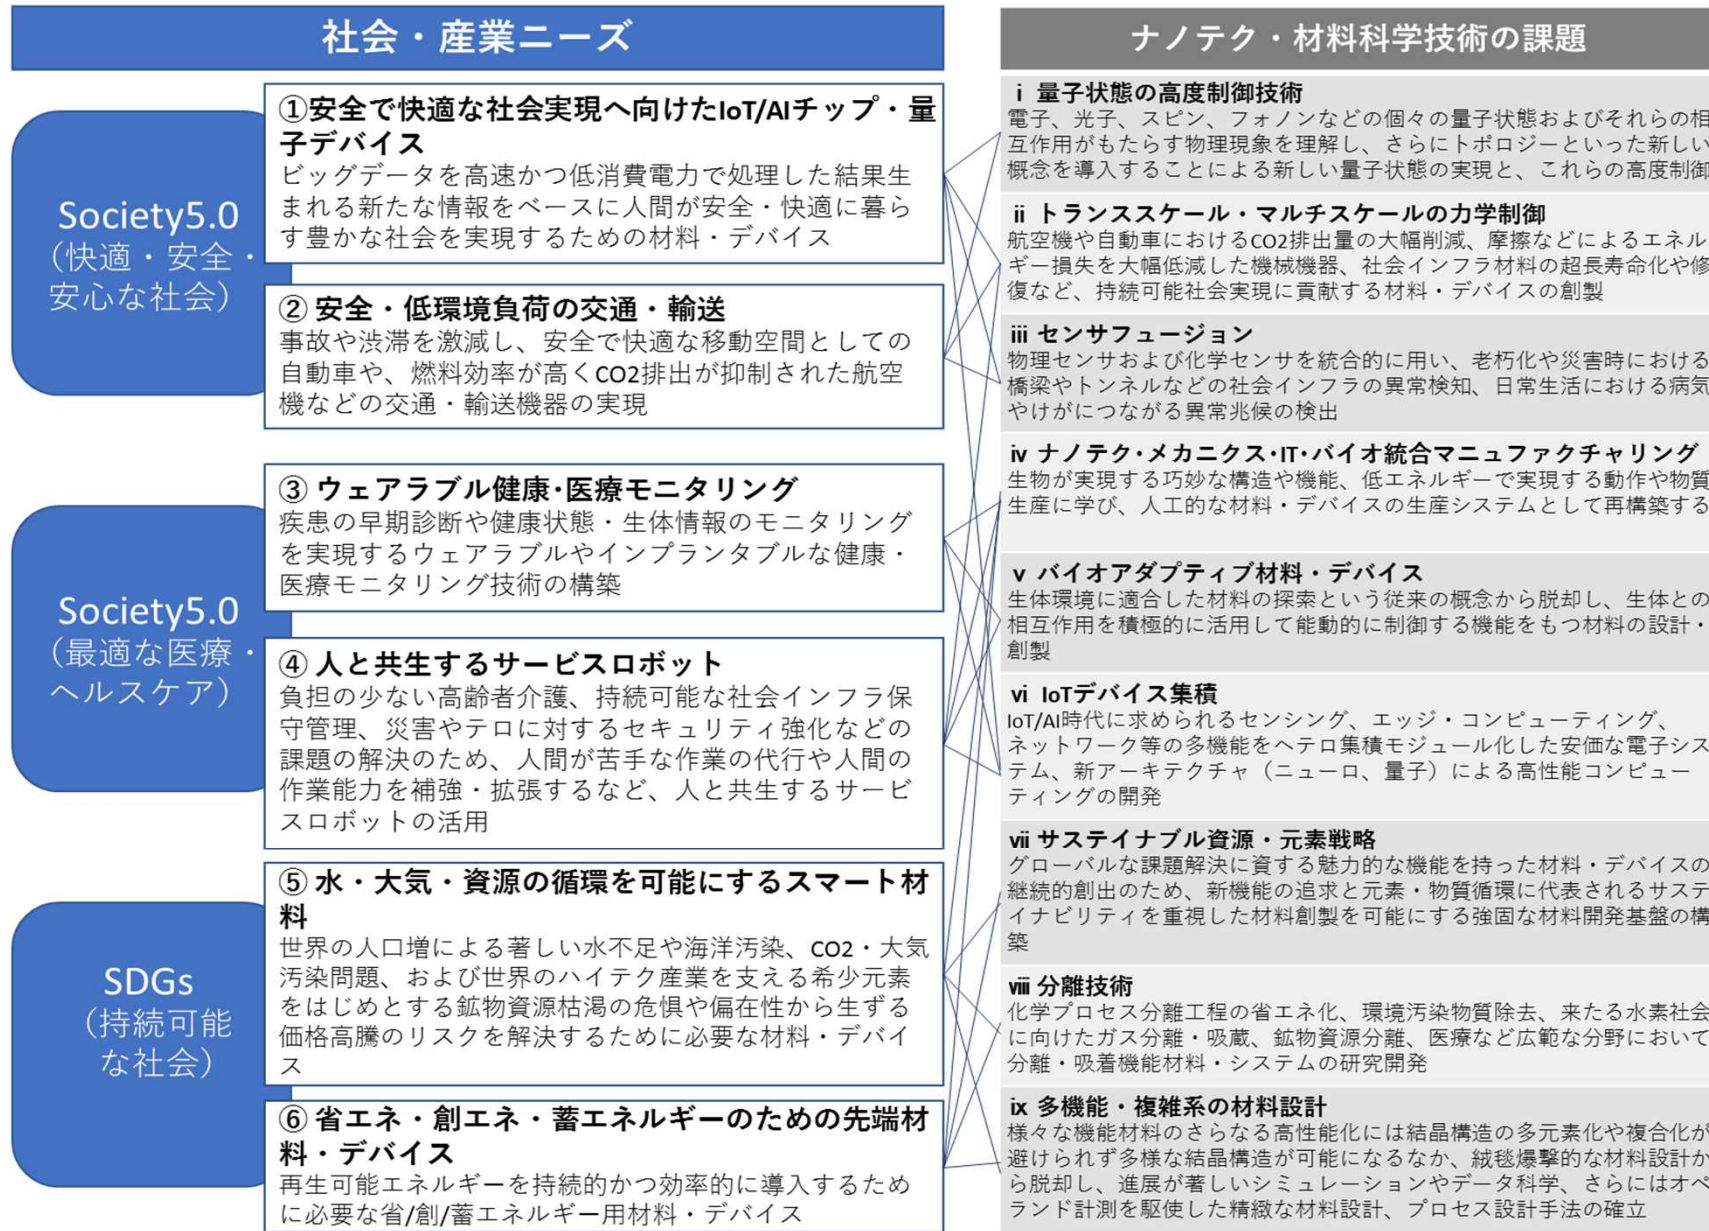 社会・産業ニーズ
Society5.0
（快適・安全・
安心な社会）
①安全で快適な社会実現へ向けたIoT/AIチップ・量
子デバイス
ビッグデータを高速かつ低消費電力で処理した結果生
まれる新たな情報をベースに人間が安全・快適に暮ら
す豊かな社会を実現するための材料・デバイス
② 安全・低環境負荷の交通・輸送
事故や渋滞を激減し、安全で快適な移動空間としての
自動車や、燃料効率が高くCO2排出が抑制された航空
機などの交通・輸送機器の実現
Society5.0
（最適な医療・
ヘルスケア）
③ ウェアラブル健康･医療モニタリング
疾患の早期診断や健康状態・生体情報のモニタリング
を実現するウェアラブルやインプランタブルな健康・
医療モニタリング技術の構築
④ 人と共生するサービスロボット
負担の少ない高齢者介護、持続可能な社会インフラ保
守管理、災害やテロに対するセキュリティ強化などの
課題の解決のため、人間が苦手な作業の代行や人間の
作業能力を補強・拡張するなど、人と共生するサービ
スロボットの活用
SDGs
（持続可能
な社会）
⑤ 水・大気・資源の循環を可能にするスマート材
料
世界の人口増による著しい水不足や海洋汚染、CO2・大気
汚染問題、および世界のハイテク産業を支える希少元素
をはじめとする鉱物資源枯渇の危惧や偏在性から生ずる
価格高騰のリスクを解決するために必要な材料・デバイ
ス
⑥ 省エネ・創エネ・蓄エネルギーのための先端材
料・デバイス
再生可能エネルギーを持続的かつ効率的に導入するため
に必要な省/創/蓄エネルギー用材料・デバイス
ナノテク・材料科学技術の課題
ⅰ 量子状態の高度制御技術
電子、光子、スピン、フォノンなどの個々の量子状態およびそれらの相
互作用がもたらす物理現象を理解し、さらにトポロジーといった新しい
概念を導入することによる新しい量子状態の実現と、これらの高度制御
ⅱ トランススケール・マルチスケールの力学制御
航空機や自動車におけるCO2排出量の大幅削減、摩擦などによるエネル
ギー損失を大幅低減した機械機器、社会インフラ材料の超長寿命化や修
復など、持続可能社会実現に貢献する材料・デバイスの創製
ⅲ センサフュージョン
物理センサおよび化学センサを統合的に用い、老朽化や災害時における
橋梁やトンネルなどの社会インフラの異常検知、日常生活における病気
やけがにつながる異常兆候の検出
ⅳ ナノテク･メカニクス･IT･バイオ統合マニュファクチャリング
生物が実現する巧妙な構造や機能、低エネルギーで実現する動作や物質
生産に学び、人工的な材料・デバイスの生産システムとして再構築する
ⅴ バイオアダプティブ材料・デバイス
生体環境に適合した材料の探索という従来の概念から脱却し、生体との
相互作用を積極的に活用して能動的に制御する機能をもつ材料の設計・
創製
ⅵ IoTデバイス集積
IoT/AI時代に求められるセンシング、エッジ・コンピューティング、
ネットワーク等の多機能をヘテロ集積モジュール化した安価な電子シス
テム、新アーキテクチャ（ニューロ、量子）による高性能コンピュー
ティングの開発
ⅶ サステイナブル資源・元素戦略
グローバルな課題解決に資する魅力的な機能を持った材料・デバイスの
継続的創出のため、新機能の追求と元素・物質循環に代表されるサステ
イナビリティを重視した材料創製を可能にする強固な材料開発基盤の構
築
ⅷ 分離技術
化学プロセス分離工程の省エネ化、環境汚染物質除去、来たる水素社会
に向けたガス分離・吸蔵、鉱物資源分離、医療など広範な分野において
分離・吸着機能材料・システムの研究開発
ⅸ 多機能・複雑系の材料設計
様々な機能材料のさらなる高性能化には結晶構造の多元素化や複合化が
避けられず多様な結晶構造が可能になるなか、絨毯爆撃的な材料設計か
ら脱却し、進展が著しいシミュレーションやデータ科学、さらにはオペ
ランド計測を駆使した精緻な材料設計、プロセス設計手法の確立